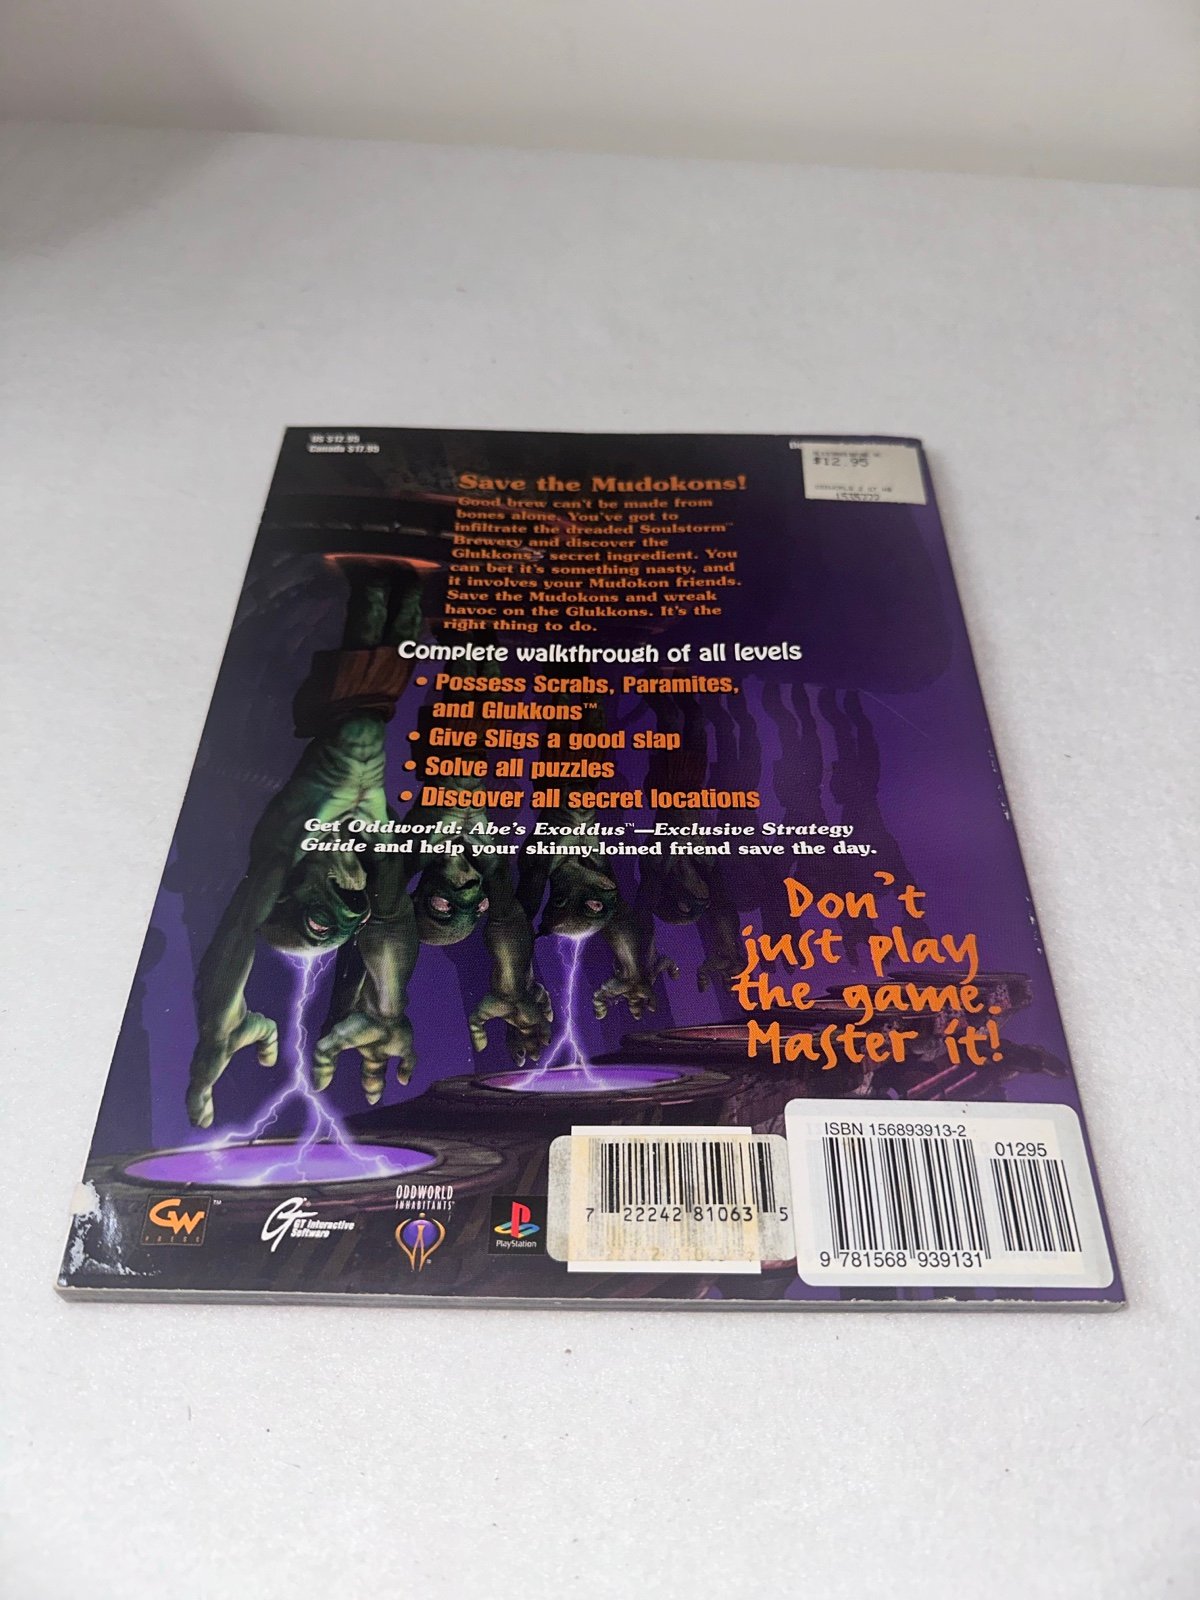 US $12.95
Canada $17.95
$12.95
Save the Mudokons!
Good brew can't be made from
bones alone. You've got to
infiltrate the dreaded Soulstorm™
Brewery and discover the
Glukkons™ secret ingredient. You
can bet it's something nasty, and
it involves your Mudokon friends.
Save the Mudokons and wreak
havoc on the Glukkons. It's the
right thing to do.
Complete walkthrough of all levels
• Possess Scrabs, Paramites,
and Glukkons™
• Give Sligs a good slap
• Solve all puzzles
• Discover all secret locations
Get Oddworld: Abe's Exoddus™—Exclusive Strategy
Guide and help your skinny-loined friend save the day.
Don't
just play
the game.
Master it!
GW™
PRESS
GT Interactive
Software
ODDWORLD
INHABITANTS™
PlayStation
7 22242 81063 5
ISBN 156893913-2
01295
9 781568 939131